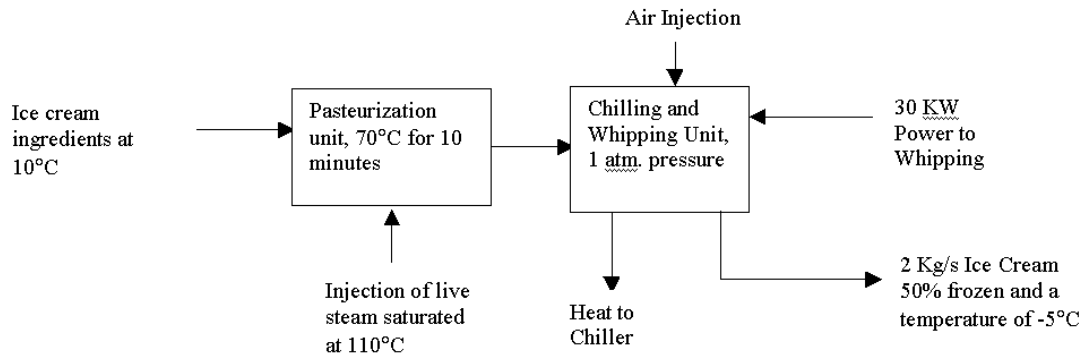 Air Injection
Ice cream
ingredients at
10°C
Pasteurization
unit, 70°C for 10
minutes
Chilling and
Whipping Unit,
1 atm. pressure
30 KW
Power to
Whipping
Injection of live
steam saturated
at 110°C
Heat to
Chiller
2 Kg/s Ice Cream
50% frozen and a
temperature of -5°C